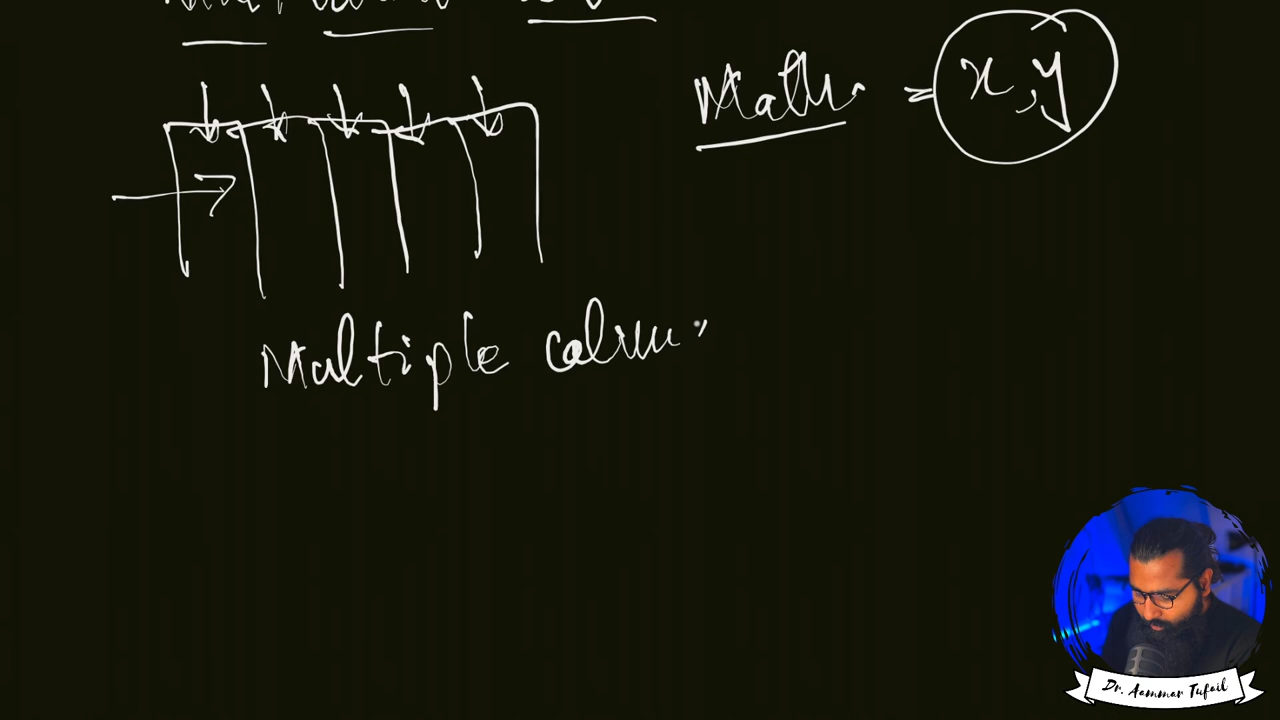 Math = x, y
Multiple colum
Dr. Aammar Tufail